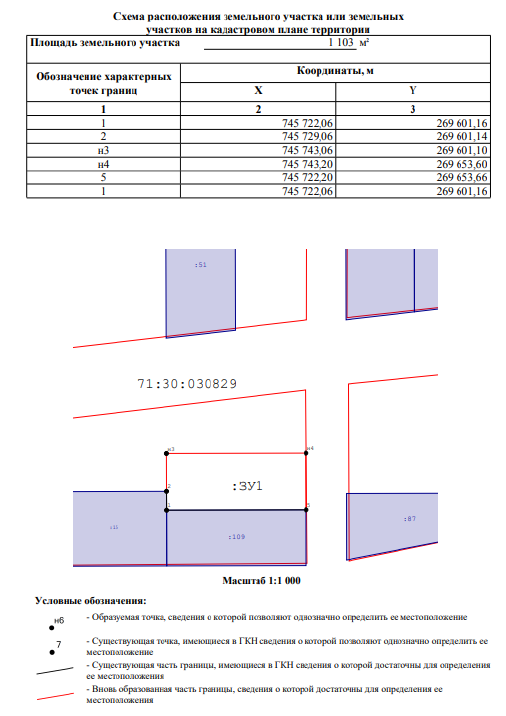 Схема расположения земельного участка или земельных
участков на кадастровом плане территории
Площадь земельного участка 1 103 м²
Обозначение характерных точек границ Координаты, м
X Y
1 2 3
1 745 722,06 269 601,16
2 745 729,06 269 601,14
н3 745 743,06 269 601,10
н4 745 743,20 269 653,60
5 745 722,20 269 653,66
1 745 722,06 269 601,16
:51
71:30:030829
н3 н4
2 :ЗУ1
1 5
:109 :87
Масштаб 1:1 000
Условные обозначения:
н6 - Образуемая точка, сведения о которой позволяют однозначно определить ее местоположение
7 - Существующая точка, имеющиеся в ГКН сведения о которой позволяют однозначно определить ее
местоположение
- Существующая часть границы, имеющиеся в ГКН сведения о которой достаточны для определения
ее местоположения
- Вновь образованная часть границы, сведения о которой достаточны для определения ее
местоположения